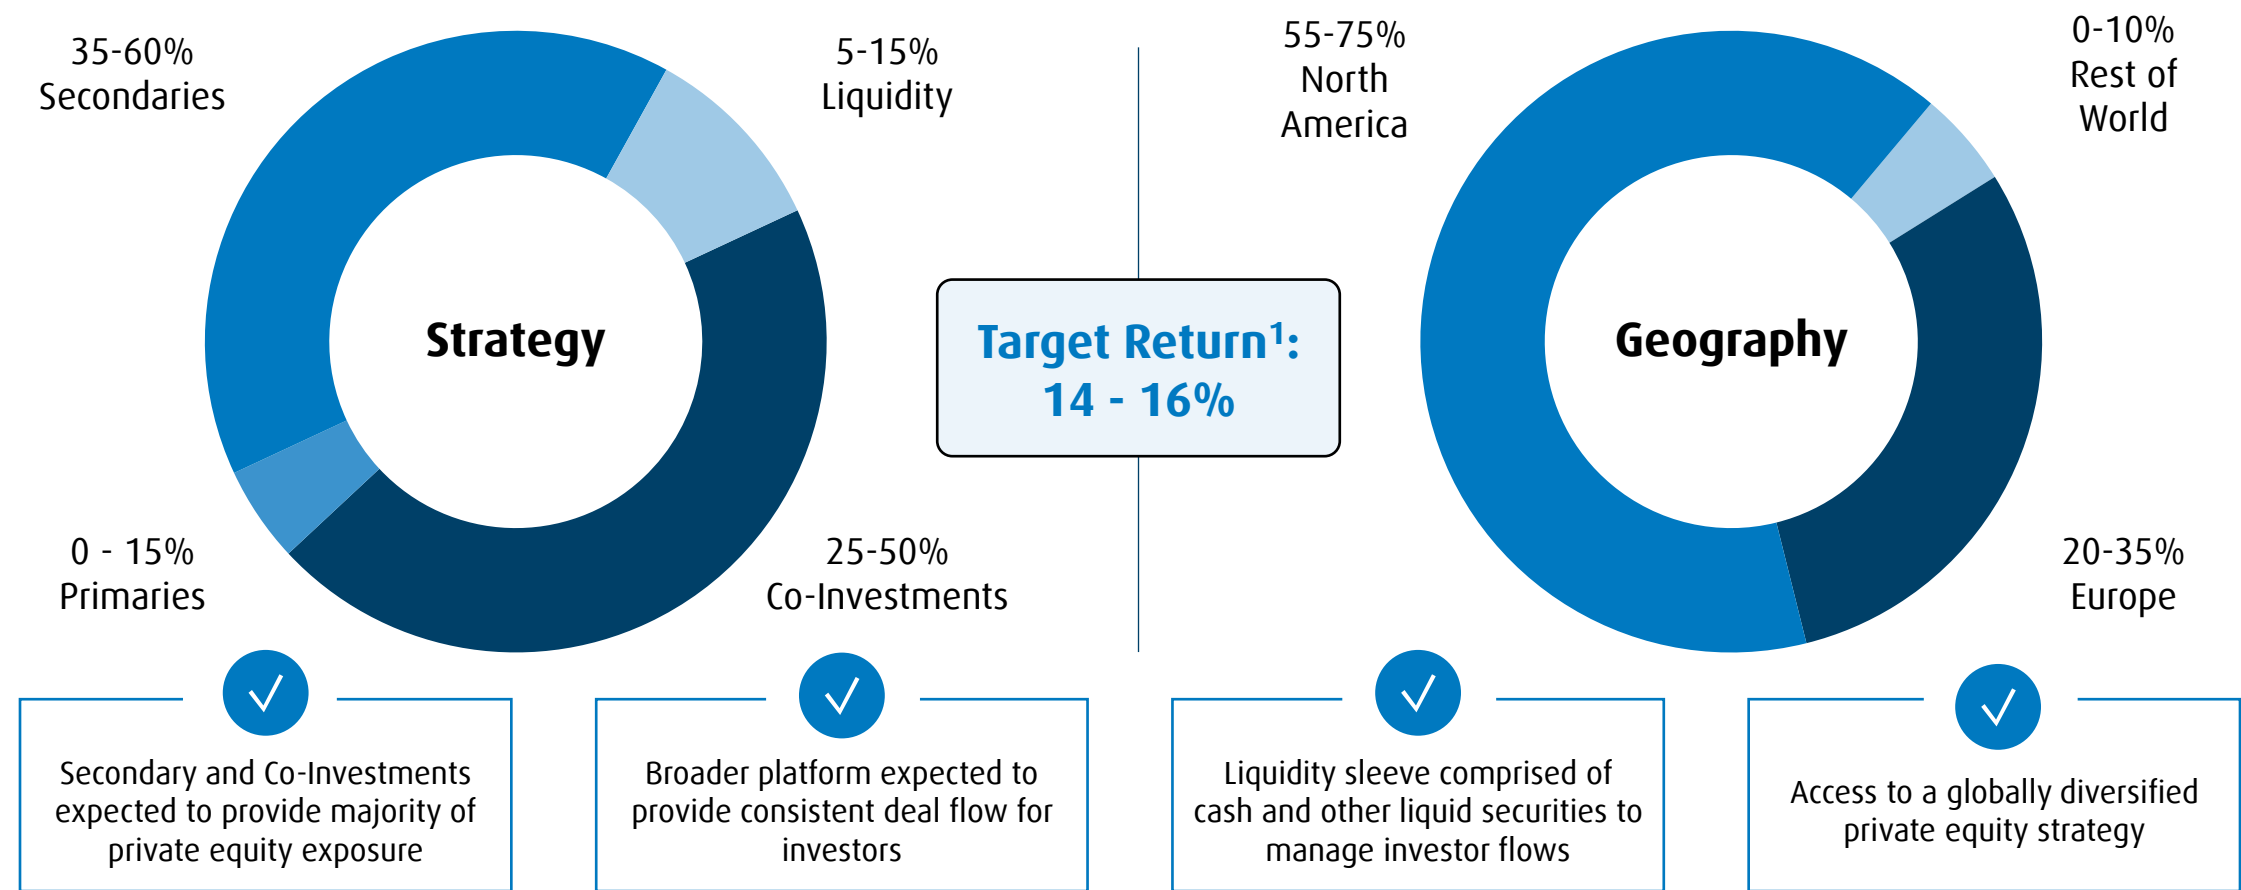 35-60%
Secondaries
5-15%
Liquidity
Strategy
0 - 15%
Primaries
25-50%
Co-Investments
Target Return¹:
14 - 16%
55-75%
North
America
0-10%
Rest of
World
Geography
20-35%
Europe
Secondary and Co-Investments
expected to provide majority of
private equity exposure
Broader platform expected to
provide consistent deal flow for
investors
Liquidity sleeve comprised of
cash and other liquid securities to
manage investor flows
Access to a globally diversified
private equity strategy